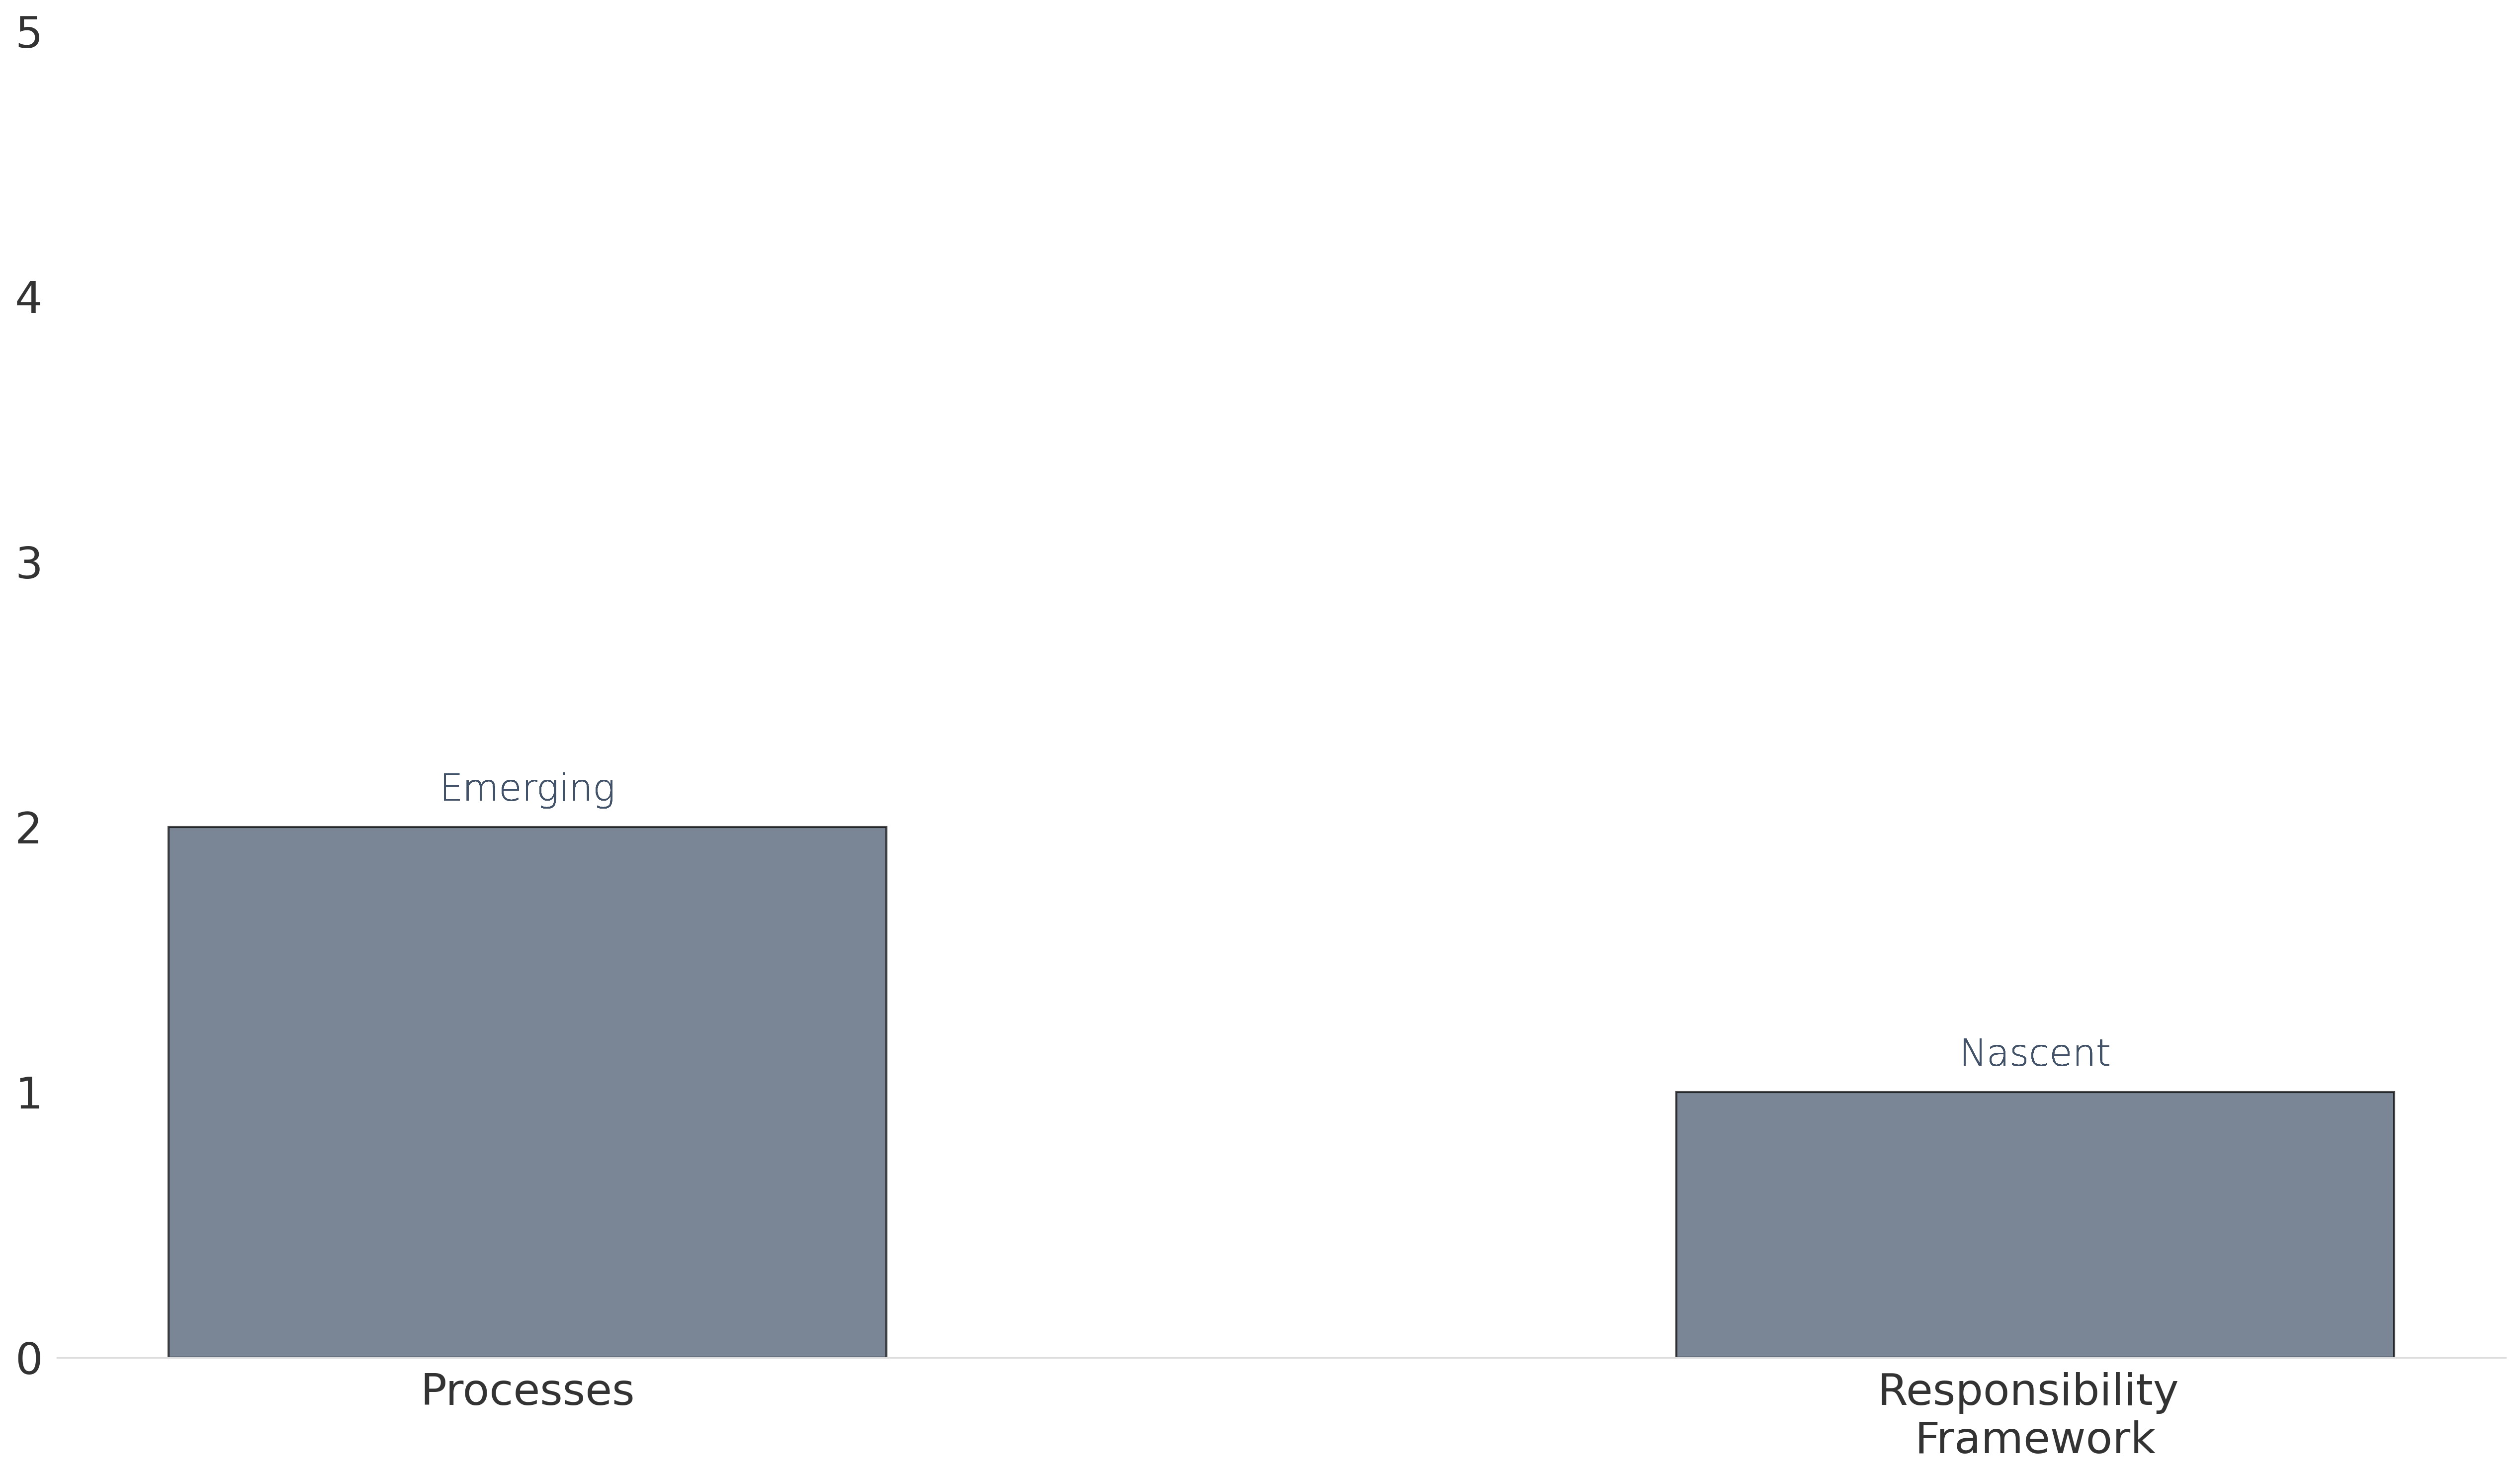 5
4
3
Emerging
2
Nascent
1
0
Processes
Responsibility
Framework